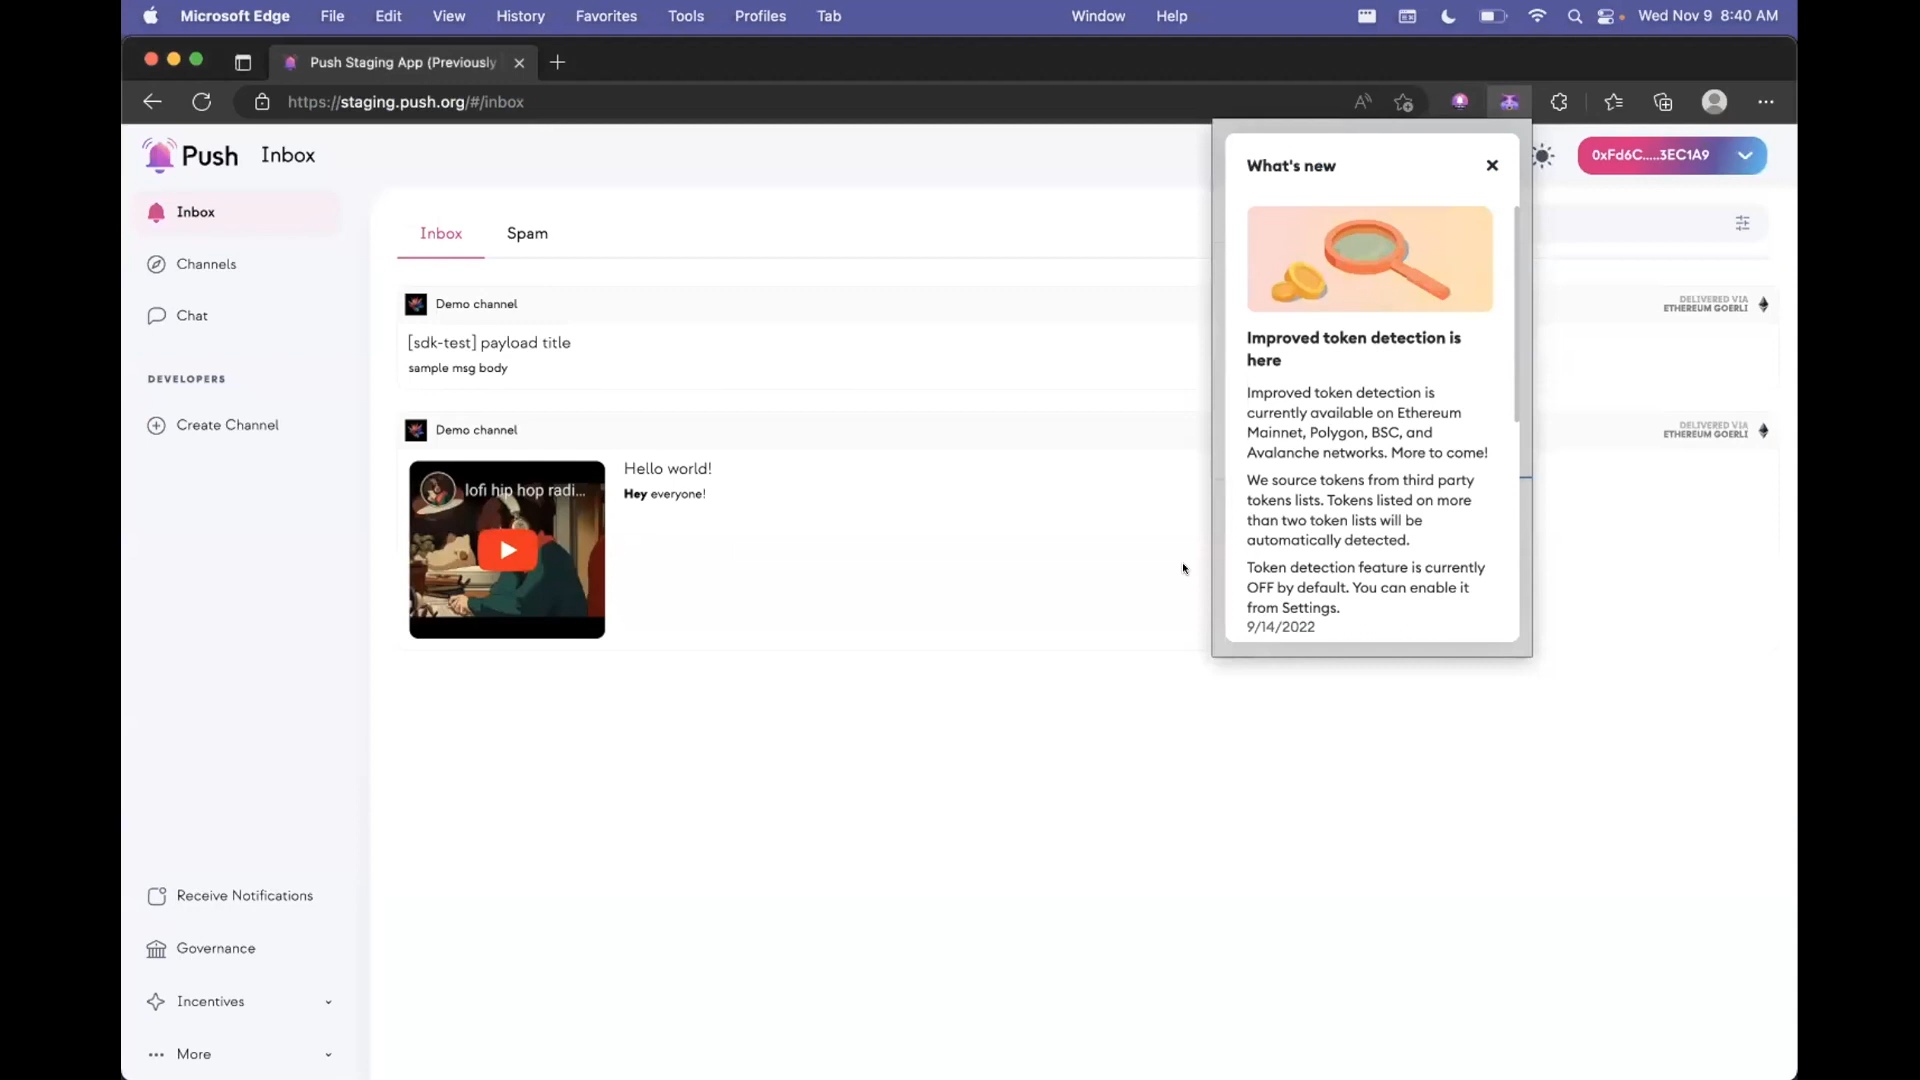 Microsoft Edge File Edit View History Favorites Tools Profiles Tab Window Help Wed Nov 9 8:40 AM
Push Staging App (Previously
https://staging.push.org/#/inbox
Push Inbox
0xFd6C.....3EC1A9
Inbox
Channels
Chat
DEVELOPERS
Create Channel
Receive Notifications
Governance
Incentives
More
Inbox Spam
Demo channel
DELIVERED VIA
ETHEREUM GOERLI
[sdk-test] payload title
sample msg body
Demo channel
DELIVERED VIA
ETHEREUM GOERLI
lofi hip hop radi...
Hello world!
Hey everyone!
What's new
Improved token detection is
here
Improved token detection is
currently available on Ethereum
Mainnet, Polygon, BSC, and
Avalanche networks. More to come!
We source tokens from third party
tokens lists. Tokens listed on more
than two token lists will be
automatically detected.
Token detection feature is currently
OFF by default. You can enable it
from Settings.
9/14/2022